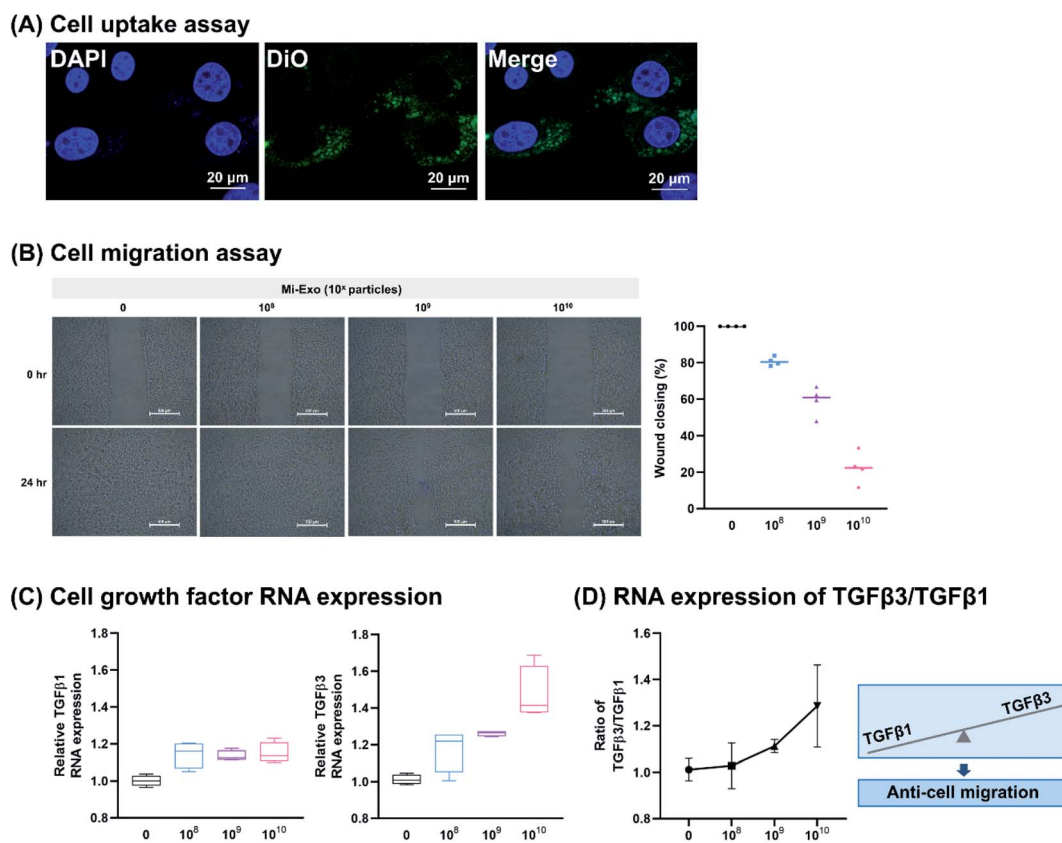 (A) Cell uptake assay
DAPI
DiO
Merge
20 µm
20 µm
20 µm
(B) Cell migration assay
Mi-Exo (10ˣ particles)
0
10⁸
10⁹
10¹⁰
0 hr
24 hr
Wound closing (%)
100
80
60
40
20
0
0
10⁸
10⁹
10¹⁰
(C) Cell growth factor RNA expression
Relative TGFβ1
RNA expression
1.8
1.6
1.4
1.2
1.0
0.8
0
10⁸
10⁹
10¹⁰
Relative TGFβ3
RNA expression
1.8
1.6
1.4
1.2
1.0
0.8
0
10⁸
10⁹
10¹⁰
(D) RNA expression of TGFβ3/TGFβ1
Ratio of
TGFβ3/TGFβ1
1.6
1.4
1.2
1.0
0.8
0
10⁸
10⁹
10¹⁰
TGFβ1
TGFβ3
Anti-cell migration